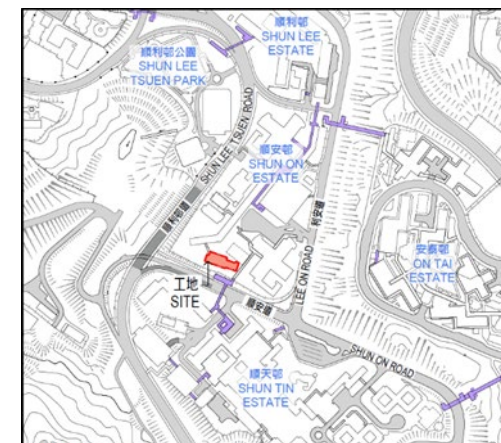 順利邨
SHUN LEE
ESTATE
順利邨公園
SHUN LEE
TSUEN PARK
SHUN LEE TSUEN ROAD
順利邨道
順安邨
SHUN ON
ESTATE
利安道
LEE ON ROAD
安泰邨
ON TAI
ESTATE
工地
SITE
順安道
SHUN ON ROAD
順天邨
SHUN TIN
ESTATE